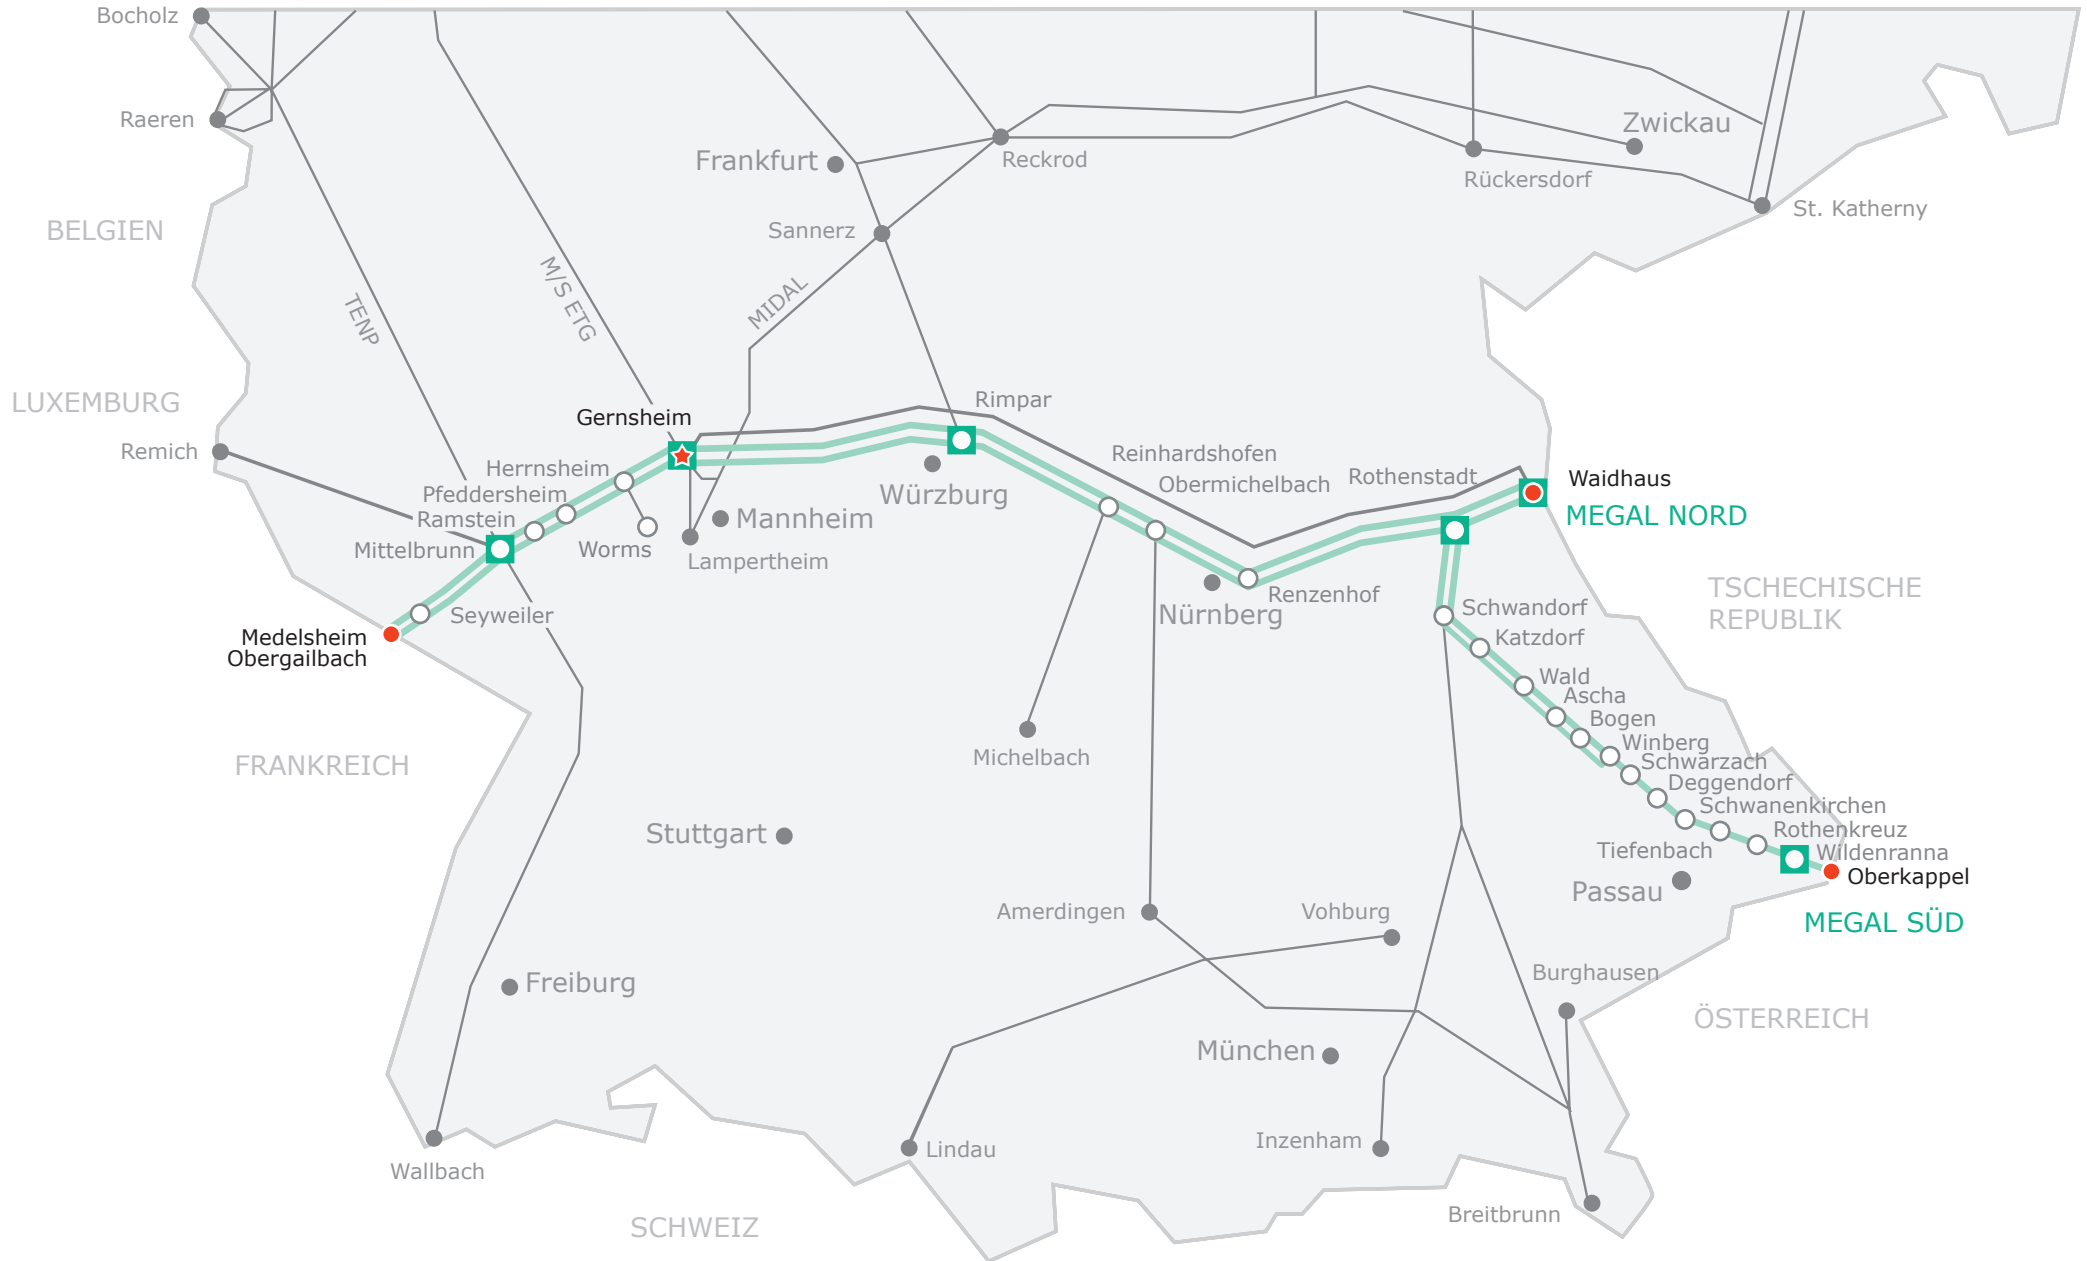 Bocholz
Raeren
Zwickau
Frankfurt
Reckrod
Rückersdorf
St. Katherny
BELGIEN
Sannerz
TENP
M/S ETG
MIDAL
LUXEMBURG
Rimpar
Gernsheim
Remich
Herrnsheim
Reinhardshofen
Pfeddersheim
Obermichelbach
Rothenstadt
Waidhaus
Würzburg
MEGAL NORD
Ramstein
Mannheim
Mittelbrunn
Worms
Lampertheim
TSCHECHISCHE
REPUBLIK
Renzenhof
Nürnberg
Schwandorf
Seyweiler
Katzdorf
Medelsheim
Obergailbach
Wald
Ascha
Bogen
Winberg
Schwarzach
Michelbach
FRANKREICH
Deggendorf
Schwanenkirchen
Stuttgart
Rothenkreuz
Tiefenbach
Wildenranna
Oberkappel
Passau
Amerdingen
Vohburg
MEGAL SÜD
Freiburg
Burghausen
ÖSTERREICH
München
Inzenham
Lindau
Wallbach
Breitbrunn
SCHWEIZ